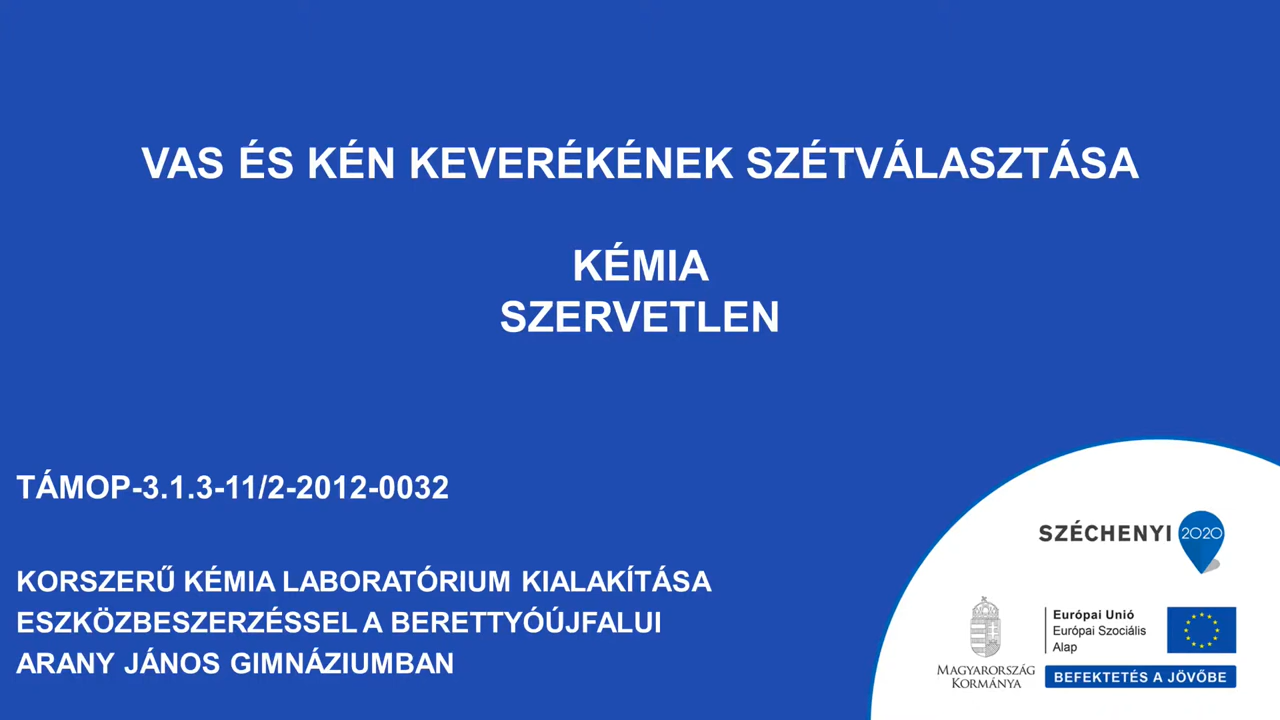 VAS ÉS KÉN KEVERÉKÉNEK SZÉTVÁLASZTÁSA
KÉMIA
SZERVETLEN
TÁMOP-3.1.3-11/2-2012-0032
KORSZERŰ KÉMIA LABORATÓRIUM KIALAKÍTÁSA
ESZKÖZBESZERZÉSSEL A BERETTYÓÚJFALUI
ARANY JÁNOS GIMNÁZIUMBAN
SZÉCHENYI 2020
MAGYARORSZÁG
KORMÁNYA
Európai Unió
Európai Szociális
Alap
BEFEKTETÉS A JÖVŐBE